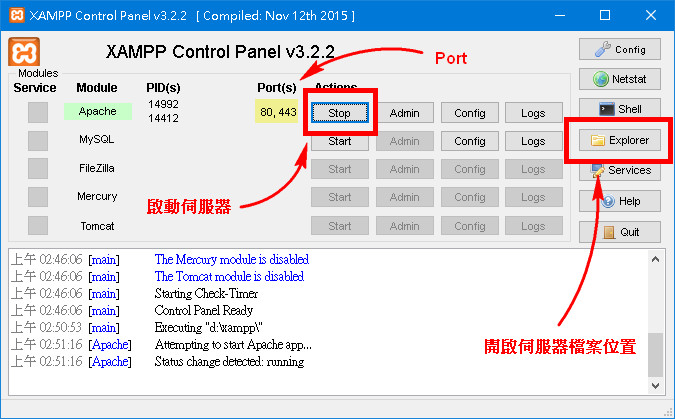 XAMPP Control Panel v3.2.2 [ Compiled: Nov 12th 2015 ]
XAMPP Control Panel v3.2.2
Port
Config
Modules
Service Module PID(s) Port(s) Actions
Netstat
Apache 14992 14412 80, 443 Stop Admin Config Logs
Shell
MySQL Start Admin Config Logs
Explorer
FileZilla Start Admin Config Logs
Services
Mercury Start Admin Config Logs
啟動伺服器
Help
Tomcat Start Admin Config Logs
Quit
上午 02:46:06 [main] The Mercury module is disabled
上午 02:46:06 [main] The Tomcat module is disabled
上午 02:46:06 [main] Starting Check-Timer
上午 02:46:06 [main] Control Panel Ready
上午 02:50:53 [main] Executing "d:\xampp\"
上午 02:51:16 [Apache] Attempting to start Apache app...
上午 02:51:16 [Apache] Status change detected: running
開啟伺服器檔案位置